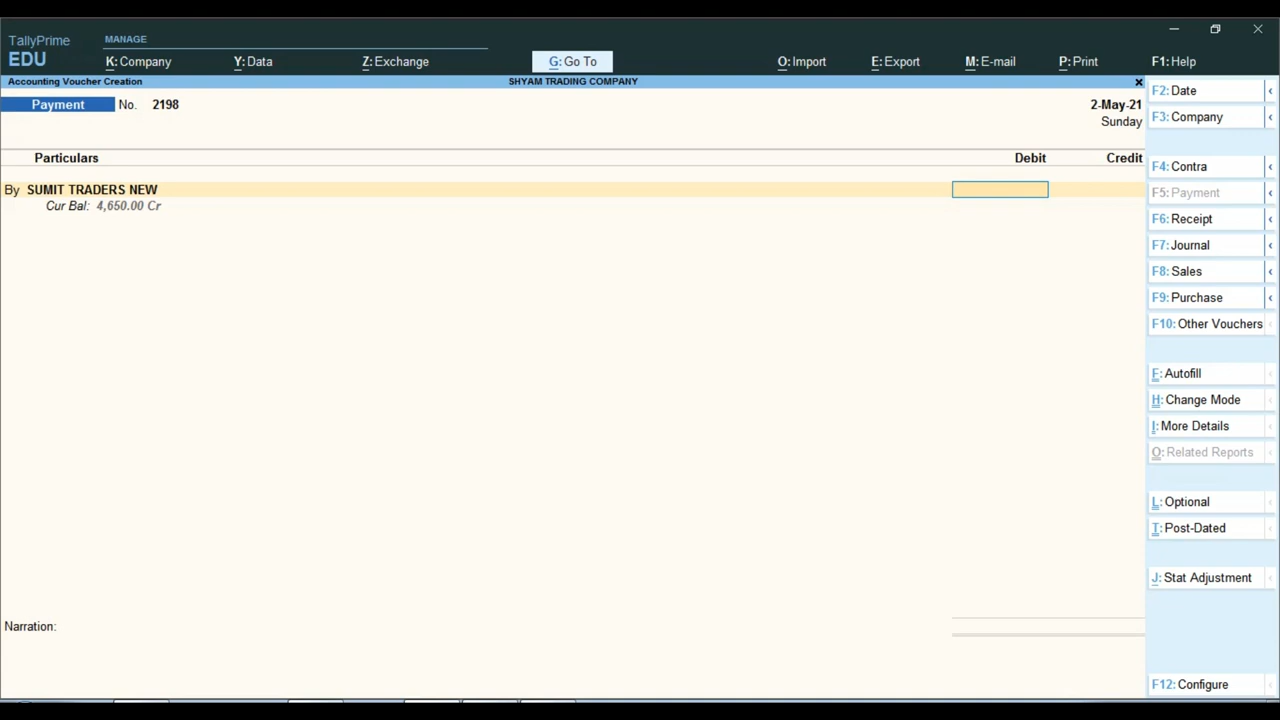 TallyPrime
EDU
MANAGE
K: Company Y: Data Z: Exchange G: Go To O: Import E: Export M: E-mail P: Print F1: Help
Accounting Voucher Creation SHYAM TRADING COMPANY
Payment No. 2198 2-May-21
Sunday
Particulars Debit Credit
By SUMIT TRADERS NEW
Cur Bal: 4,650.00 Cr
Narration:
F2: Date
F3: Company
F4: Contra
F5: Payment
F6: Receipt
F7: Journal
F8: Sales
F9: Purchase
F10: Other Vouchers
F: Autofill
H: Change Mode
I: More Details
O: Related Reports
L: Optional
T: Post-Dated
J: Stat Adjustment
F12: Configure